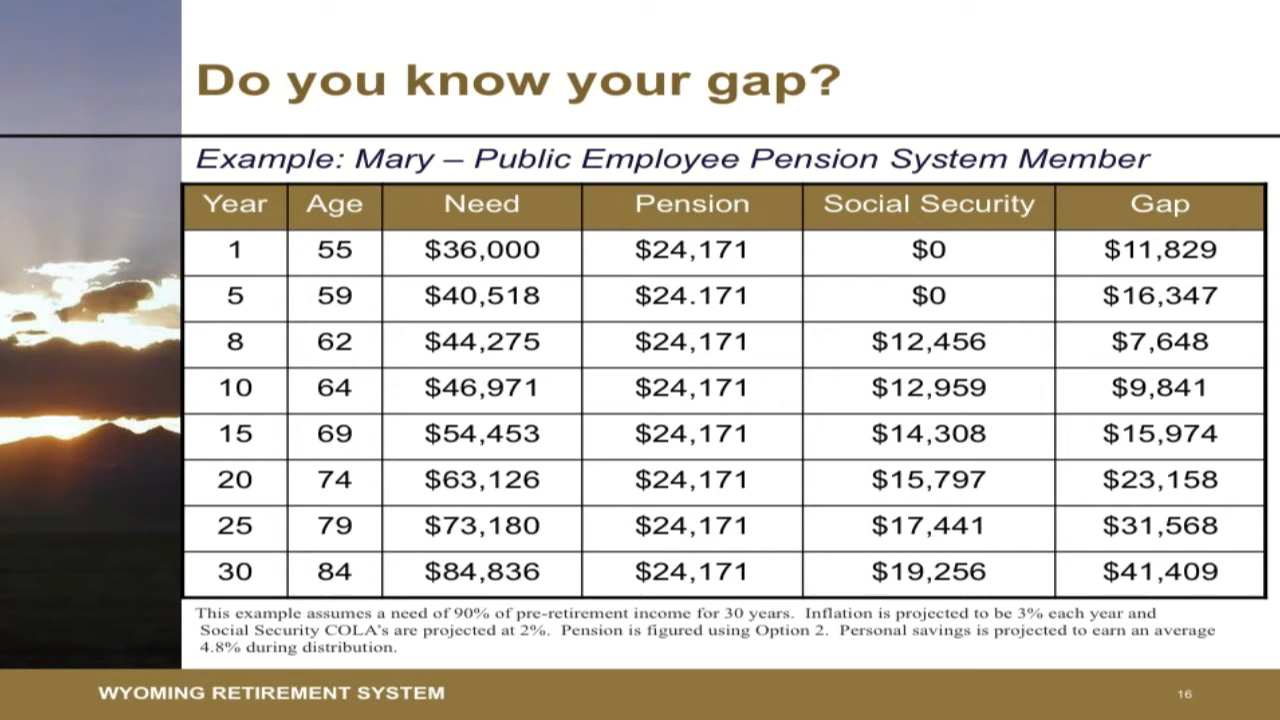 Do you know your gap?
Example: Mary – Public Employee Pension System Member
Year Age Need Pension Social Security Gap
1 55 $36,000 $24,171 $0 $11,829
5 59 $40,518 $24.171 $0 $16,347
8 62 $44,275 $24,171 $12,456 $7,648
10 64 $46,971 $24,171 $12,959 $9,841
15 69 $54,453 $24,171 $14,308 $15,974
20 74 $63,126 $24,171 $15,797 $23,158
25 79 $73,180 $24,171 $17,441 $31,568
30 84 $84,836 $24,171 $19,256 $41,409
This example assumes a need of 90% of pre-retirement income for 30 years. Inflation is projected to be 3% each year and
Social Security COLA's are projected at 2%. Pension is figured using Option 2. Personal savings is projected to earn an average
4.8% during distribution.
WYOMING RETIREMENT SYSTEM 16